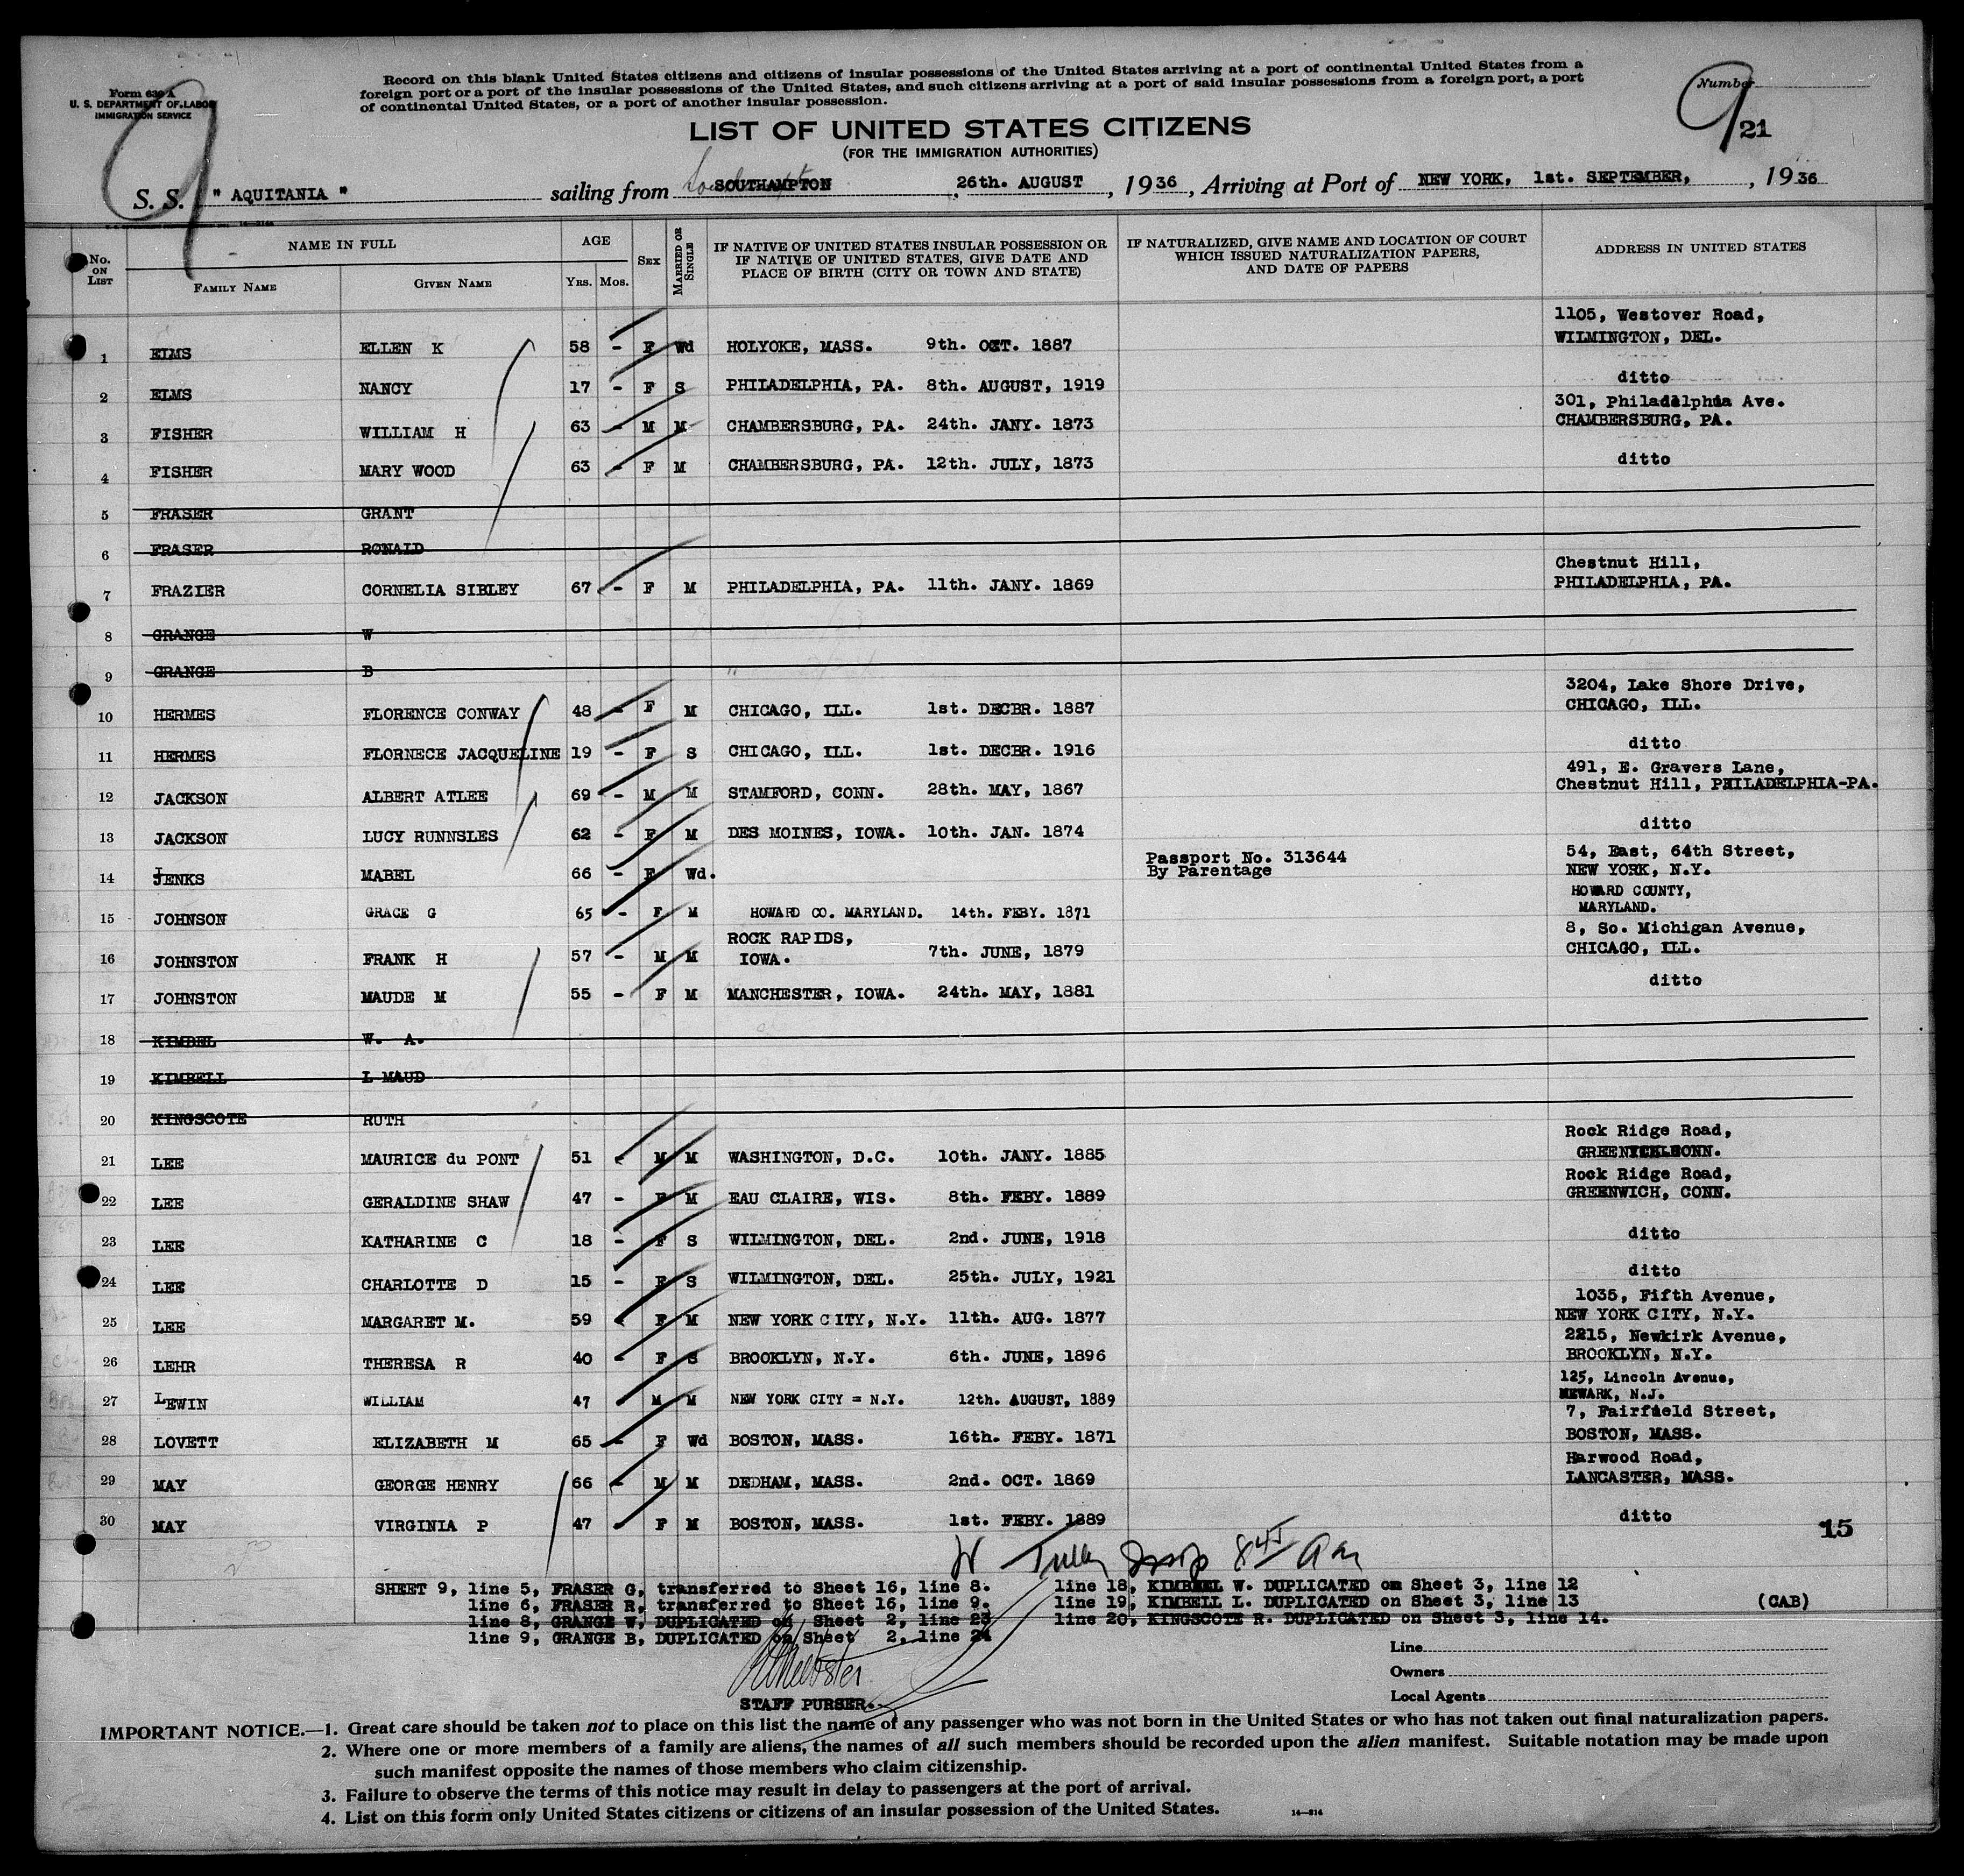 Form 630 A
U. S. DEPARTMENT OF LABOR
IMMIGRATION SERVICE
9
Record on this blank United States citizens and citizens of insular possessions of the United States arriving at a port of continental United States from a
foreign port or a port of the insular possessions of the United States, and such citizens arriving at a port of said insular possessions from a foreign port, a port
of continental United States, or a port of another insular possession.
Number
9
21
LIST OF UNITED STATES CITIZENS
(FOR THE IMMIGRATION AUTHORITIES)
S. S. " AQUITANIA " sailing from SOUTHAMPTON 26th. AUGUST , 1936 , Arriving at Port of NEW YORK, 1st. SEPTEMBER, , 1936
No. ON LIST NAME IN FULL FAMILY NAME GIVEN NAME AGE YRS. MOS. SEX MARRIED OR SINGLE IF NATIVE OF UNITED STATES INSULAR POSSESSION OR IF NATIVE OF UNITED STATES, GIVE DATE AND PLACE OF BIRTH (CITY OR TOWN AND STATE) IF NATURALIZED, GIVE NAME AND LOCATION OF COURT WHICH ISSUED NATURALIZATION PAPERS, AND DATE OF PAPERS ADDRESS IN UNITED STATES
1 ELMS ELLEN K 58 - F Wd HOLYOKE, MASS. 9th. OCT. 1887 1105, Westover Road, WILMINGTON, DEL.
2 ELMS NANCY 17 - F S PHILADELPHIA, PA. 8th. AUGUST, 1919 ditto
3 FISHER WILLIAM H 63 - M M CHAMBERSBURG, PA. 24th. JANY. 1873 301, Philadelphia Ave. CHAMBERSBURG, PA.
4 FISHER MARY WOOD 63 - F M CHAMBERSBURG, PA. 12th. JULY, 1873 ditto
5 FRASER GRANT
6 FRASER RONALD
7 FRAZIER CORNELIA SIBLEY 67 - F M PHILADELPHIA, PA. 11th. JANY. 1869 Chestnut Hill, PHILADELPHIA, PA.
8 GRANGE W
9 GRANGE B
10 HERMES FLORENCE CONWAY 48 - F M CHICAGO, ILL. 1st. DECBR. 1887 3204, Lake Shore Drive, CHICAGO, ILL.
11 HERMES FLORNECE JACQUELINE 19 - F S CHICAGO, ILL. 1st. DECBR. 1916 ditto
12 JACKSON ALBERT ATLEE 69 - M M STAMFORD, CONN. 28th. MAY, 1867 491, E. Gravers Lane, Chestnut Hill, PHILADELPHIA-PA.
13 JACKSON LUCY RUNNSLES 62 - F M DES MOINES, IOWA. 10th. JAN. 1874 ditto
14 JENKS MABEL 66 - F Wd. Passport No. 313644 By Parentage 54, East, 64th Street, NEW YORK, N.Y.
15 JOHNSON GRACE G 65 - F M HOWARD CO. MARYLAND. 14th. FEBY. 1871 HOWARD COUNTY, MARYLAND.
16 JOHNSTON FRANK H 57 - M M ROCK RAPIDS, IOWA. 7th. JUNE, 1879 8, So. Michigan Avenue, CHICAGO, ILL.
17 JOHNSTON MAUDE M 55 - F M MANCHESTER, IOWA. 24th. MAY, 1881 ditto
18 KIMBEL W. A.
19 KIMBELL L MAUD
20 KINGSCOTE RUTH
21 LEE MAURICE du PONT 51 - M M WASHINGTON, D.C. 10th. JANY. 1885 Rock Ridge Road,
22 LEE GERALDINE SHAW 47 - F M EAU CLAIRE, WIS. 8th. FEBY. 1889 Rock Ridge Road, GREENWICH, CONN.
23 LEE KATHARINE C 18 - F S WILMINGTON, DEL. 2nd. JUNE, 1918 ditto
24 LEE CHARLOTTE D 15 - F S WILMINGTON, DEL. 25th. JULY, 1921 ditto
25 LEE MARGARET M. 59 - F M NEW YORK CITY, N.Y. 11th. AUG. 1877 1035, Fifth Avenue, NEW YORK CITY, N.Y.
26 LEHR THERESA R 40 - F S BROOKLYN, N.Y. 6th. JUNE, 1896 2215, Newkirk Avenue, BROOKLYN, N.Y.
27 LEWIN WILLIAM 47 M M NEW YORK CITY = N.Y. 12th. AUGUST, 1889 125, Lincoln Avenue, NEWARK, N.J.
28 LOVETT ELIZABETH M 65 - F Wd BOSTON, MASS. 16th. FEBY. 1871 7, Fairfield Street, BOSTON, MASS.
29 MAY GEORGE HENRY 66 - M M DEDHAM, MASS. 2nd. OCT. 1869 Harwood Road, LANCASTER, MASS.
30 MAY VIRGINIA P 47 - F M BOSTON, MASS. 1st. FEBY. 1889 ditto
15
SHEET 9, line 5, FRASER G, transferred to Sheet 16, line 8. line 18, KIMBEL W. DUPLICATED on Sheet 3, line 12
line 6, FRASER R, transferred to Sheet 16, line 9. line 19, KIMBELL L. DUPLICATED on Sheet 3, line 13 (CAB)
line 8, GRANGE W, DUPLICATED on Sheet 2, line 23 line 20, KINGSCOTE R. DUPLICATED on Sheet 3, line 14.
line 9, GRANGE B, DUPLICATED on Sheet 2, line 24
Line
Owners
Local Agents
STAFF PURSER.
IMPORTANT NOTICE.—1. Great care should be taken not to place on this list the name of any passenger who was not born in the United States or who has not taken out final naturalization papers.
2. Where one or more members of a family are aliens, the names of all such members should be recorded upon the alien manifest. Suitable notation may be made upon
such manifest opposite the names of those members who claim citizenship.
3. Failure to observe the terms of this notice may result in delay to passengers at the port of arrival.
4. List on this form only United States citizens or citizens of an insular possession of the United States.
14—814